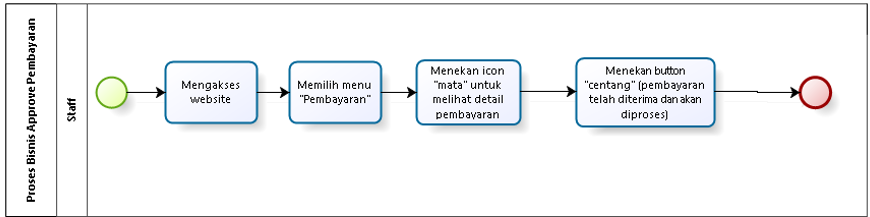 Proses Bisnis Approve Pembayaran
Staff
Mengakses
website
Memilih menu
"Pembayaran"
Menekan icon
"mata" untuk
melihat detail
pembayaran
Menekan button
"centang" (pembayaran
telah diterima dan akan
diproses)